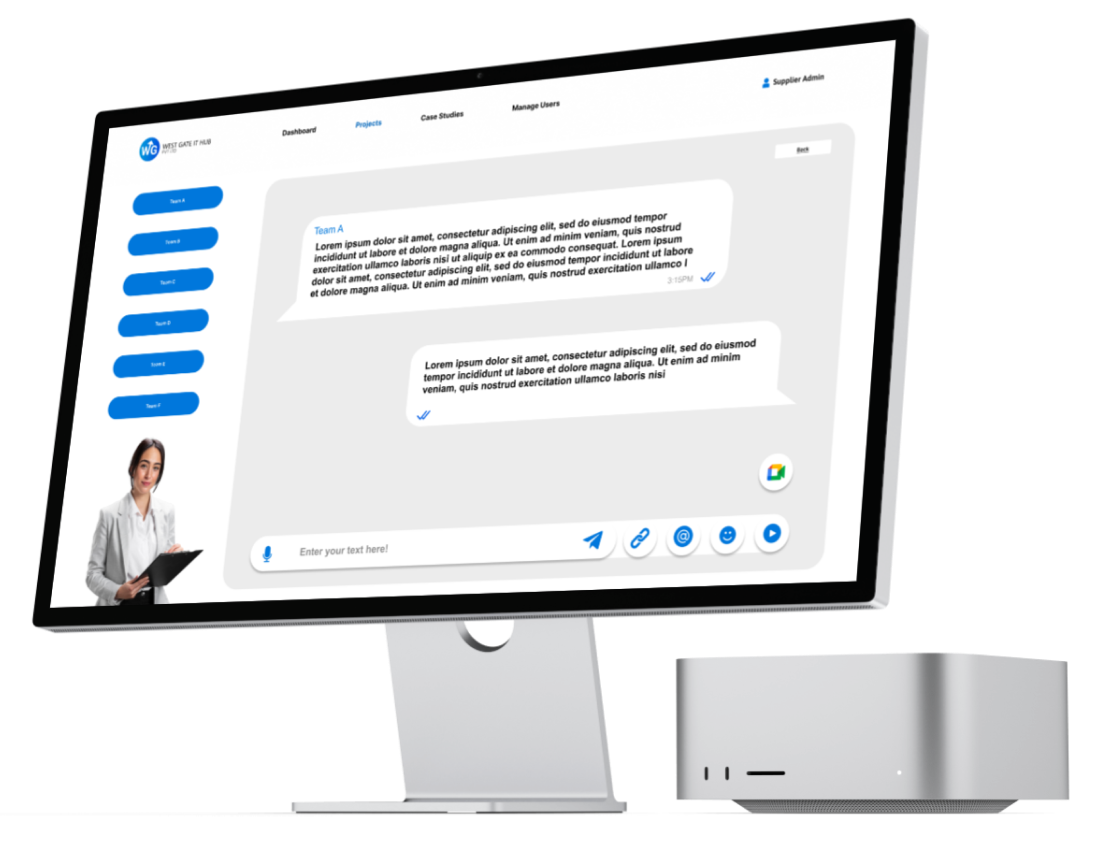 WG
WEST GATE IT HUB
PVT LTD
Dashboard
Projects
Case Studies
Manage Users
Supplier Admin
Back
Team A
Team B
Team C
Team D
Team E
Team F
Team A
Lorem ipsum dolor sit amet, consectetur adipiscing elit, sed do eiusmod tempor
incididunt ut labore et dolore magna aliqua. Ut enim ad minim veniam, quis nostrud
exercitation ullamco laboris nisi ut aliquip ex ea commodo consequat. Lorem ipsum
dolor sit amet, consectetur adipiscing elit, sed do eiusmod tempor incididunt ut labore
et dolore magna aliqua. Ut enim ad minim veniam, quis nostrud exercitation ullamco l
3:15PM
Lorem ipsum dolor sit amet, consectetur adipiscing elit, sed do eiusmod
tempor incididunt ut labore et dolore magna aliqua. Ut enim ad minim
veniam, quis nostrud exercitation ullamco laboris nisi
Enter your text here!